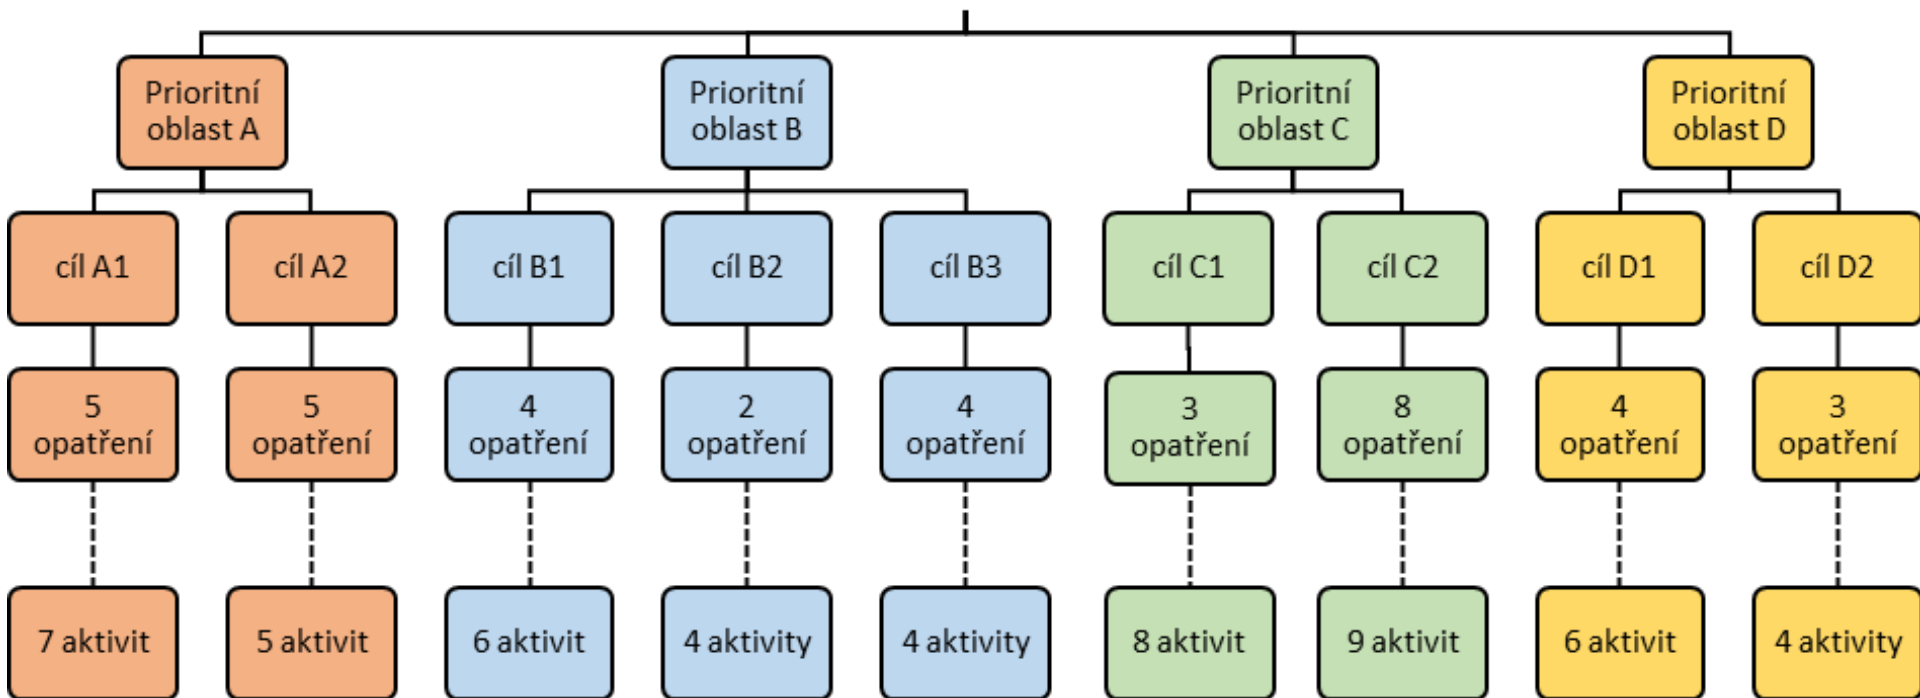 Prioritní
oblast A
Prioritní
oblast B
Prioritní
oblast C
Prioritní
oblast D
cíl A1
cíl A2
cíl B1
cíl B2
cíl B3
cíl C1
cíl C2
cíl D1
cíl D2
5
opatření
5
opatření
4
opatření
2
opatření
4
opatření
3
opatření
8
opatření
4
opatření
3
opatření
7 aktivit
5 aktivit
6 aktivit
4 aktivity
4 aktivity
8 aktivit
9 aktivit
6 aktivit
4 aktivity